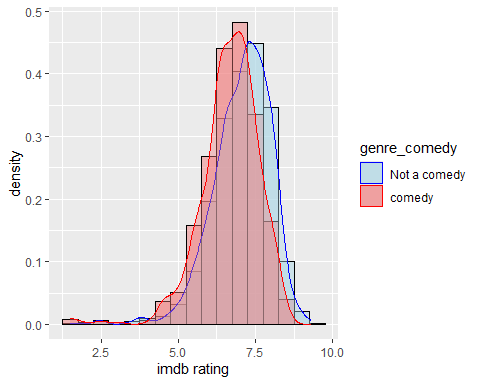 0.5
0.4
0.3
0.2
0.1
0.0
density
2.5 5.0 7.5 10.0
imdb rating
genre_comedy
Not a comedy
comedy